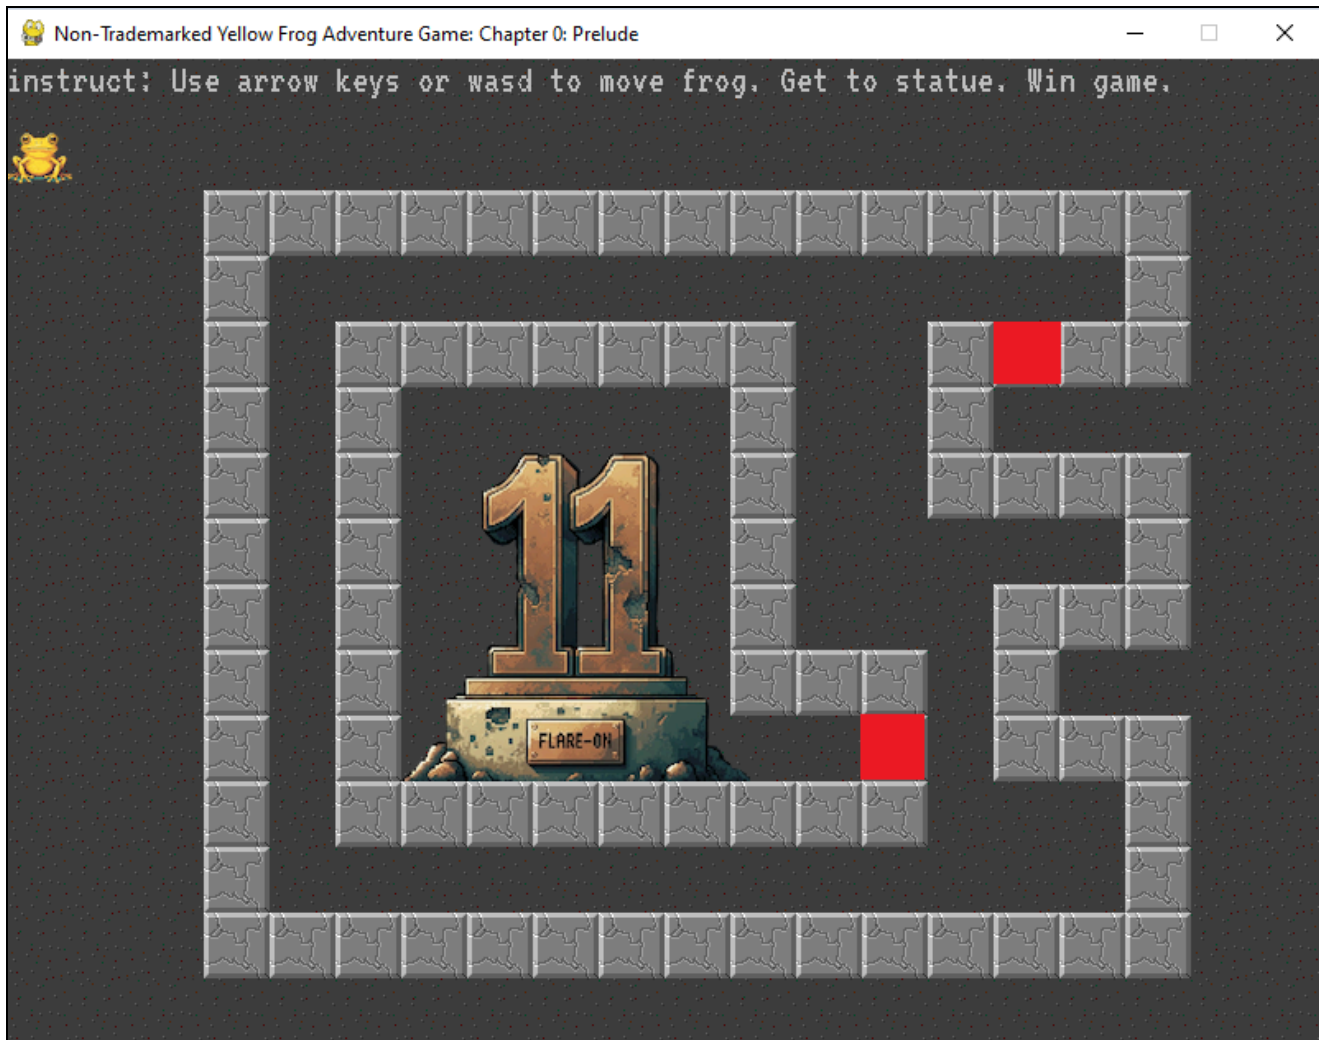 Non-Trademarked Yellow Frog Adventure Game: Chapter 0: Prelude
instruct: Use arrow keys or wasd to move frog. Get to statue. Win game.
11
FLARE-ON